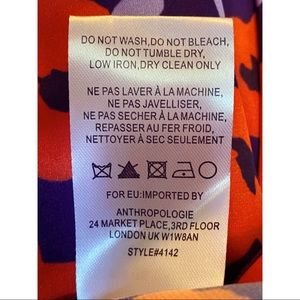 DO NOT WASH,DO NOT BLEACH,
DO NOT TUMBLE DRY,
LOW IRON,DRY CLEAN ONLY
NE PAS LAVER À LA MACHINE,
NE PAS JAVELLISER,
NE PAS SECHER À LA MACHINE,
REPASSER AU FER FROID,
NETTOYER À SEC SEULEMENT
FOR EU:IMPORTED BY
ANTHROPOLOGIE
24 MARKET PLACE,3RD FLOOR
LONDON UK W1W8AN
STYLE#4142